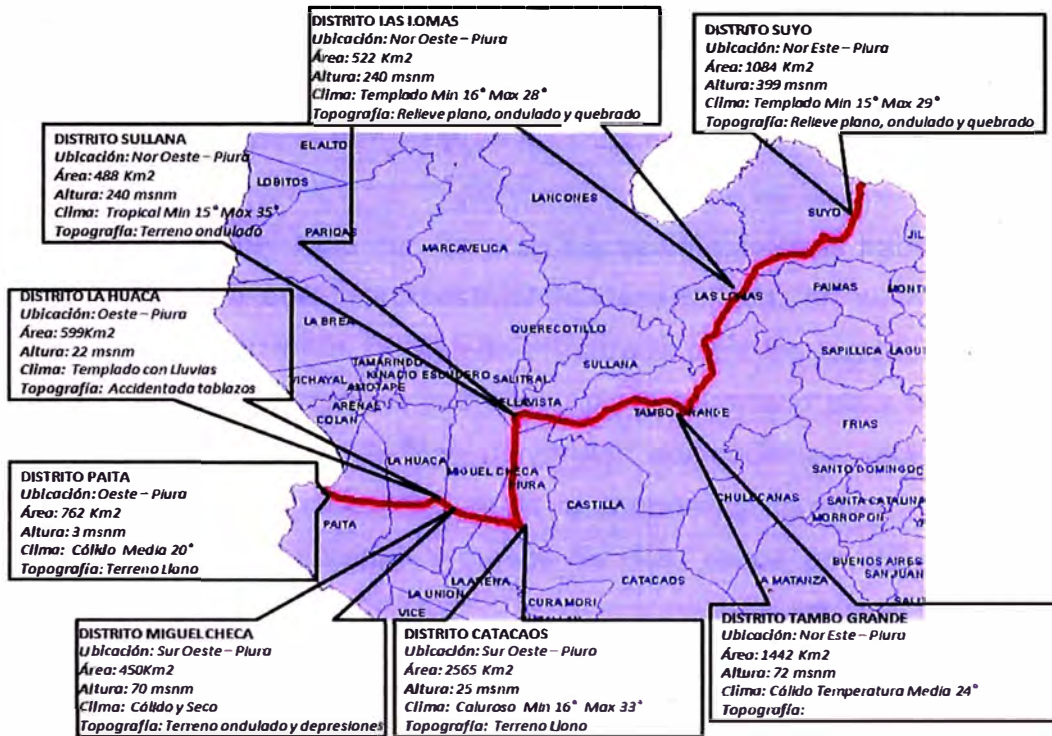 DISTRITO LAS LOMAS
Ubicación: Nor Oeste – Piura
Área: 522 Km2
Altura: 240 msnm
Clima: Templado Min 16° Max 28°
Topografía: Relieve plano, ondulado y quebrado
DISTRITO SUYO
Ubicación: Nor Este – Piura
Área: 1084 Km2
Altura: 399 msnm
Clima: Templado Min 15° Max 29°
Topografía: Relieve plano, ondulado y quebrado
DISTRITO SULLANA
Ubicación: Nor Oeste – Piura
Área: 488 Km2
Altura: 240 msnm
Clima: Tropical Min 15° Max 35°
Topografía: Terreno ondulado
DISTRITO LA HUACA
Ubicación: Oeste – Piura
Área: 599Km2
Altura: 22 msnm
Clima: Templado con Lluvias
Topografía: Accidentada tablazos
DISTRITO PAITA
Ubicación: Oeste – Piura
Área: 762 Km2
Altura: 3 msnm
Clima: Cálido Media 20°
Topografía: Terreno Llano
DISTRITO MIGUEL CHECA
Ubicación: Sur Oeste – Piura
Área: 450Km2
Altura: 70 msnm
Clima: Cálido y Seco
Topografía: Terreno ondulado y depresiones
DISTRITO CATACAOS
Ubicación: Sur Oeste – Piura
Área: 2565 Km2
Altura: 25 msnm
Clima: Caluroso Min 16° Max 33°
Topografía: Terreno Llano
DISTRITO TAMBO GRANDE
Ubicación: Nor Este – Piura
Área: 1442 Km2
Altura: 72 msnm
Clima: Cálido Temperatura Media 24°
Topografía:
EL ALTO
LOBITOS
LANCONES
SUYO
PARIÑAS
MARCAVELICA
JIL
LAS LOMAS
PAIMAS
MONT
LA BREA
QUERECOTILLO
SULLANA
SAPILLICA
LAGU
TAMARINDO
IGNACIO ESCUDERO
SALITRAL
VICHAYAL
AMOTAPE
ELLAVISTA
ARENAL
COLAN
TAMBO GRANDE
FRIAS
LA HUACA
MIGUEL CHECA
PIURA
CASTILLA
CHULUCANAS
SANTO DOMINGO
SANTA CATALINA
MORROPON
PAITA
BUENOS AIRES
SAN JUAN
LA ARENA
LA UNION
CATACAOS
LA MATANZA
CURA MORI
VICE
SALI